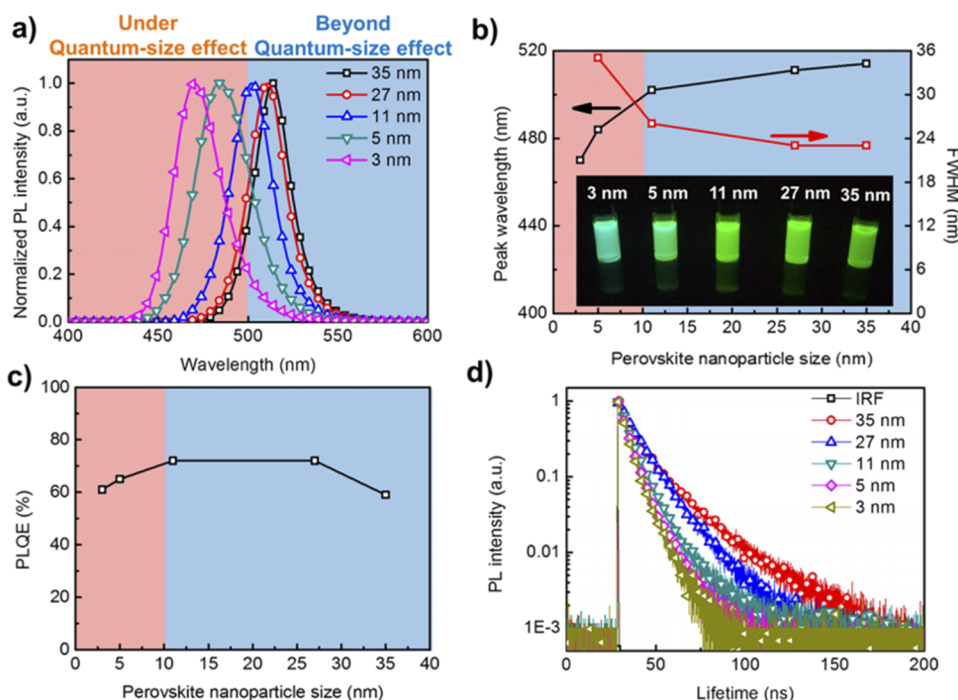 a)
Under
Quantum-size effect
Beyond
Quantum-size effect
Normalized PL intensity (a.u.)
1.0
0.8
0.6
0.4
0.2
0.0
400 450 500 550 600
Wavelength (nm)
35 nm
27 nm
11 nm
5 nm
3 nm
b)
Peak wavelength (nm)
520
480
440
400
36
33
30
27
24
21
18
12
9
6
3
0
FWHM (nm)
3 nm 5 nm 11 nm 27 nm 35 nm
0 5 10 15 20 25 30 35 40
Perovskite nanoparticle size (nm)
c)
PLQE (%)
100
80
60
40
20
0
0 5 10 15 20 25 30 35 40
Perovskite nanoparticle size (nm)
d)
PL intensity (a.u.)
1
0.1
0.01
1E-3
IRF
35 nm
27 nm
11 nm
5 nm
3 nm
0 50 100 150 200
Lifetime (ns)